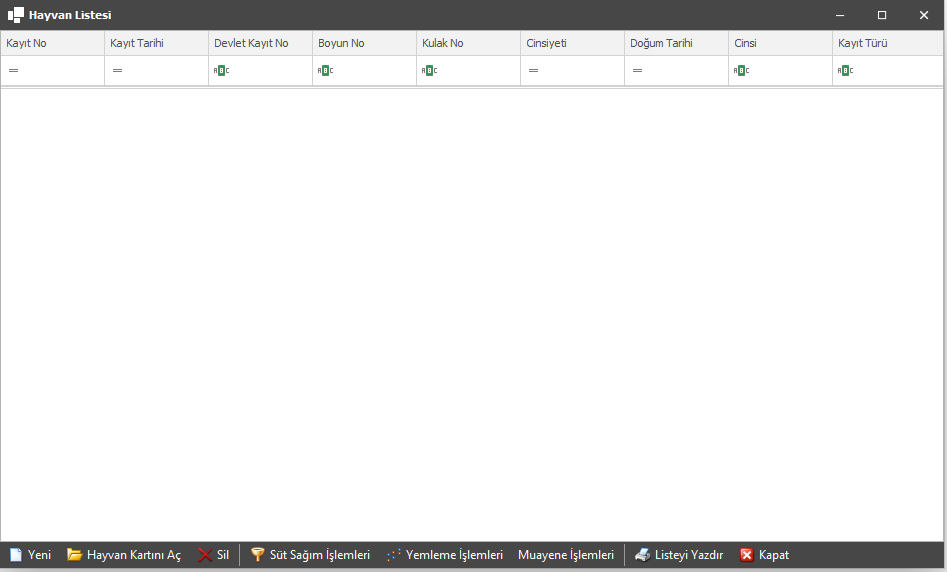 Hayvan Listesi
Kayıt No Kayıt Tarihi Devlet Kayıt No Boyun No Kulak No Cinsiyeti Doğum Tarihi Cinsi Kayıt Türü
= = ABC ABC ABC = = ABC ABC
Yeni Hayvan Kartını Aç Sil Süt Sağım İşlemleri Yemleme İşlemleri Muayene İşlemleri Listeyi Yazdır Kapat